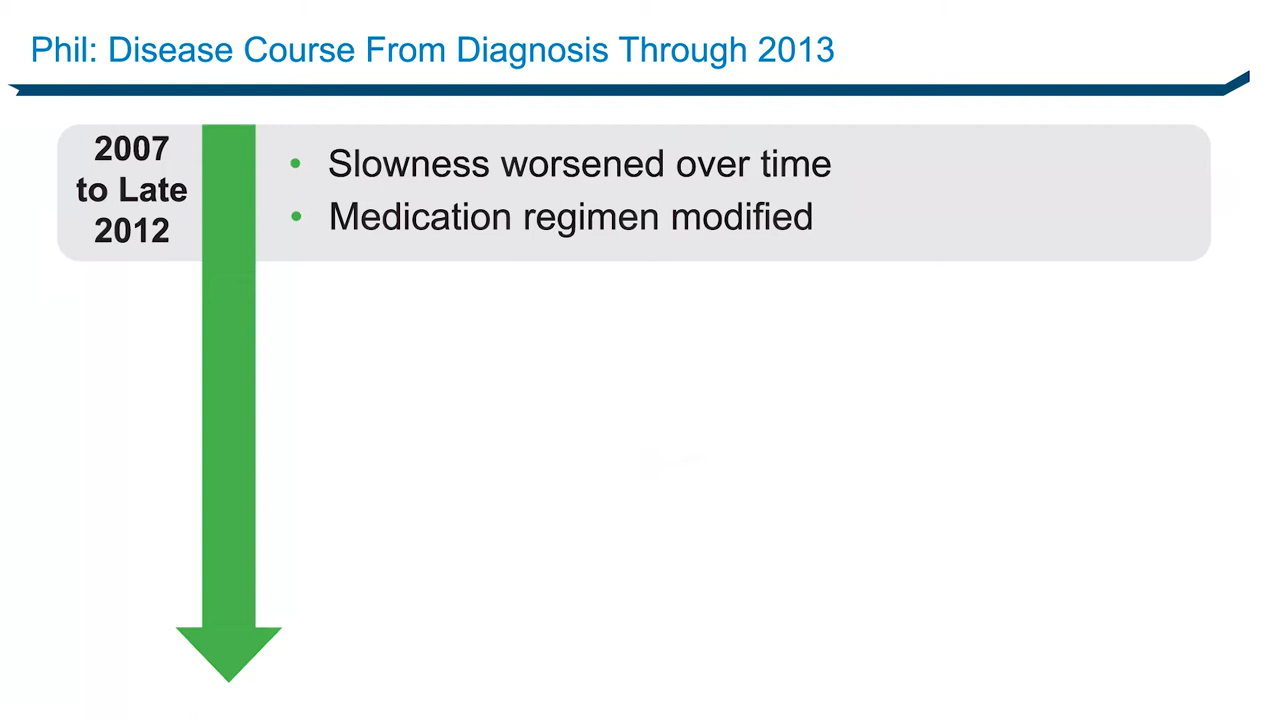 Phil: Disease Course From Diagnosis Through 2013
2007
to Late
2012
• Slowness worsened over time
• Medication regimen modified